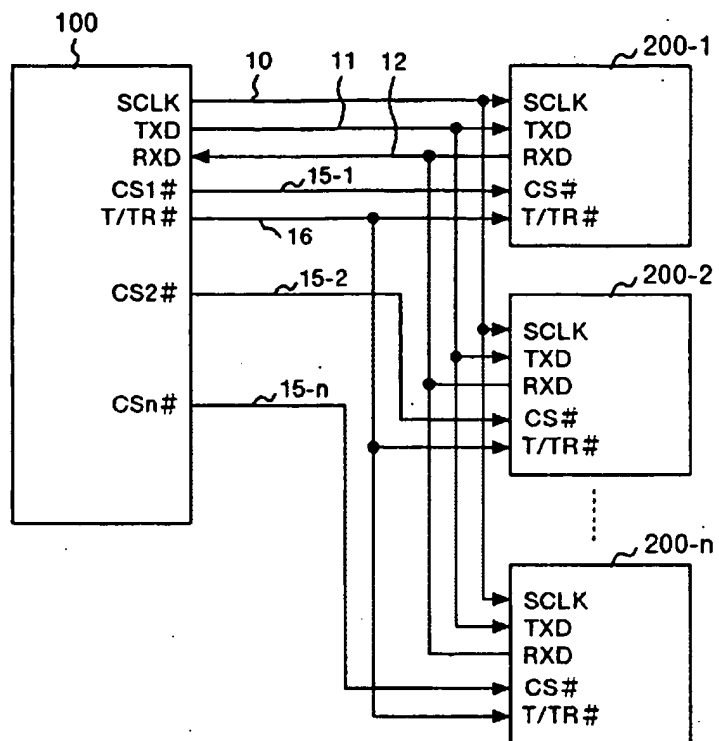 100
10
11
12
200-1
SCLK
TXD
RXD
CS1#
T/TR#
15-1
16
SCLK
TXD
RXD
CS#
T/TR#
CS2#
15-2
200-2
SCLK
TXD
RXD
CS#
T/TR#
CSn#
15-n
200-n
SCLK
TXD
RXD
CS#
T/TR#